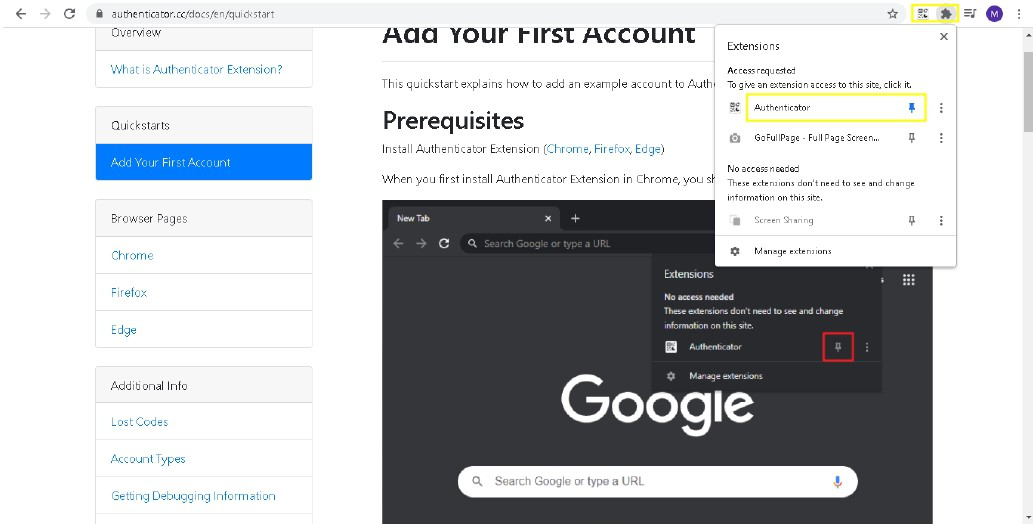 authenticator.cc/docs/en/quickstart
M
Overview
What is Authenticator Extension?
Quickstarts
Add Your First Account
Browser Pages
Chrome
Firefox
Edge
Additional Info
Lost Codes
Account Types
Getting Debugging Information
Add Your First Account
This quickstart explains how to add an example account to Auth
Prerequisites
Install Authenticator Extension (Chrome, Firefox, Edge)
When you first install Authenticator Extension in Chrome, you sh
New Tab
Search Google or type a URL
Extensions
No access needed
These extensions don't need to see and change
information on this site.
Authenticator
Manage extensions
Google
Search Google or type a URL
Extensions
Access requested
To give an extension access to this site, click it.
Authenticator
GoFullPage - Full Page Screen...
No access needed
These extensions don't need to see and change
information on this site.
Screen Sharing
Manage extensions